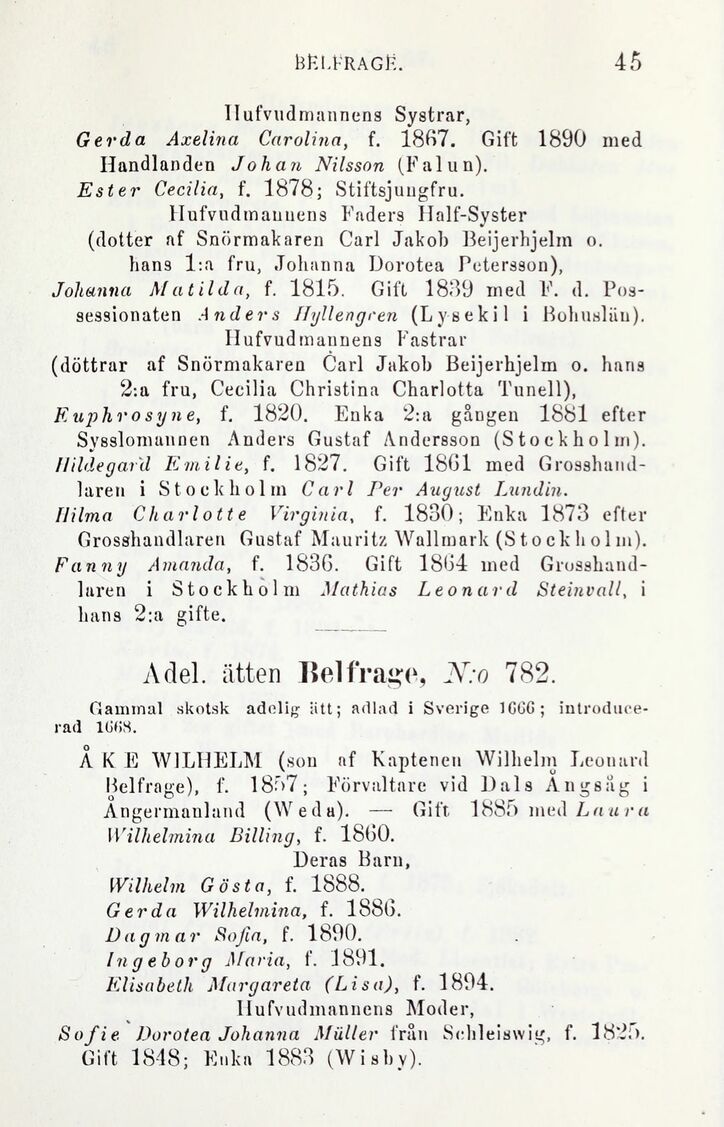 BELFRAGE. 45
Hufvudmannens Systrar,
Gerda Axelina Carolina, f. 1867. Gift 1890 med
Handlanden Johan Nilsson (Falun).
Ester Cecilia, f. 1878; Stiftsjungfru.
Hufvudmannens Faders Half-Syster
(dotter af Snörmakaren Carl Jakob Beijerhjelm o.
hans 1:a fru, Johanna Dorotea Petersson),
Johanna Matilda, f. 1815. Gift 1839 med F. d. Pos-
sessionaten Anders Hyllengren (Lysekil i Bohuslän).
Hufvudmannens Fastrar
(döttrar af Snörmakaren Carl Jakob Beijerhjelm o. hans
2:a fru, Cecilia Christina Charlotta Tunell),
Euphrosyne, f. 1820. Enka 2:a gången 1881 efter
Sysslomannen Anders Gustaf Andersson (Stockholm).
Hildegard Emilie, f. 1827. Gift 1861 med Grosshand-
laren i Stockholm Carl Per August Lundin.
Hilma Charlotte Virginia, f. 1830; Enka 1873 efter
Grosshandlaren Gustaf Mauritz Wallmark (Stockholm).
Fanny Amanda, f. 1836. Gift 1864 med Grosshand-
laren i Stockholm Mathias Leonard Steinvall, i
hans 2:a gifte.
Adel. ätten Belfrage, N:o 782.
Gammal skotsk adelig ätt; adlad i Sverige 1666; introduce-
rad 1668.
ÅKE WILHELM (son af Kaptenen Wilhelm Leonard
Belfrage), f. 1857; Förvaltare vid Dals Ångsåg i
Ångermanland (Weda). — Gift 1885 med Laura
Wilhelmina Billing, f. 1860.
Deras Barn,
Wilhelm Gösta, f. 1888.
Gerda Wilhelmina, f. 1886.
Dagmar Sofia, f. 1890.
Ingeborg Maria, f. 1891.
Elisabeth Margareta (Lisa), f. 1894.
Hufvudmannens Moder,
Sofie Dorotea Johanna Müller från Schleiswig, f. 1825.
Gift 1848; Enka 1883 (Wisby).